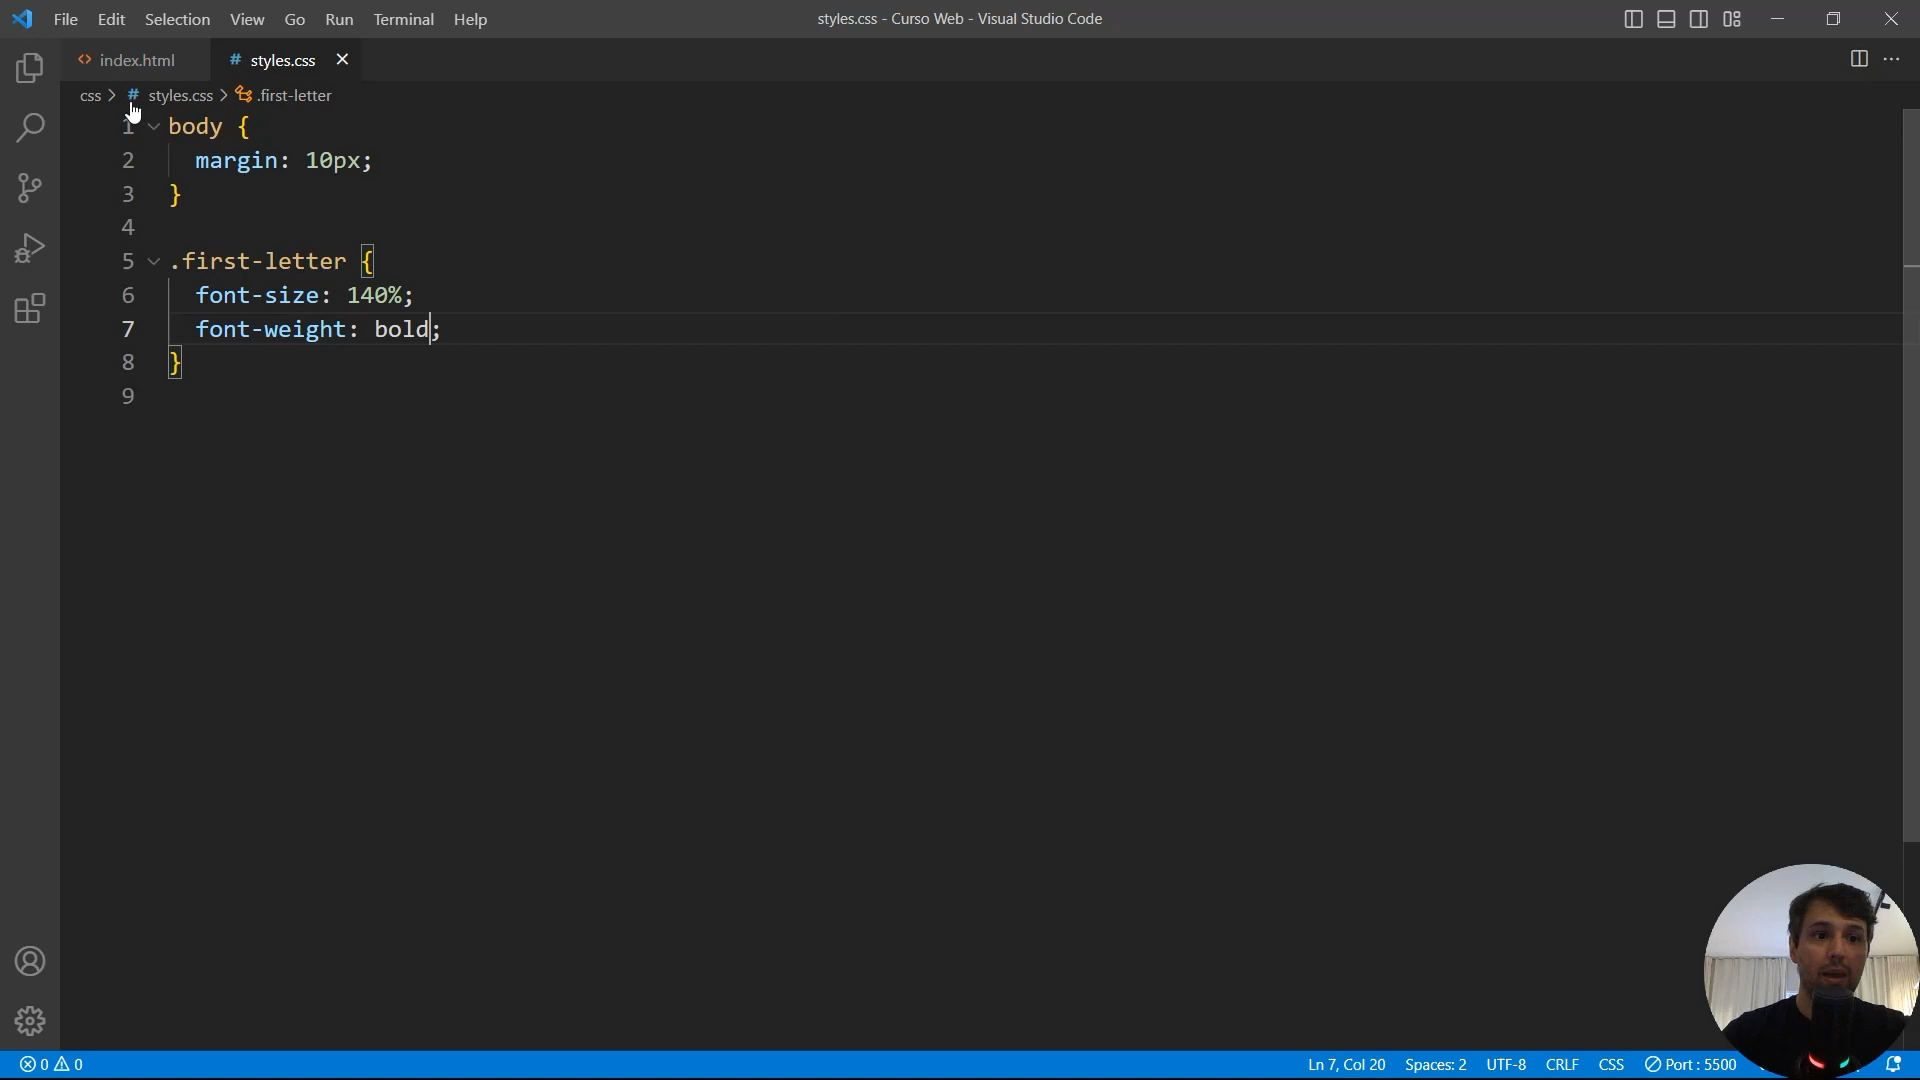 File Edit Selection View Go Run Terminal Help
styles.css - Curso Web - Visual Studio Code
index.html
# styles.css
css > # styles.css > .first-letter
1 body {
2 margin: 10px;
3 }
4
5 .first-letter {
6 font-size: 140%;
7 font-weight: bold;
8 }
9
0 0
Ln 7, Col 20 Spaces: 2 UTF-8 CRLF CSS Port : 5500